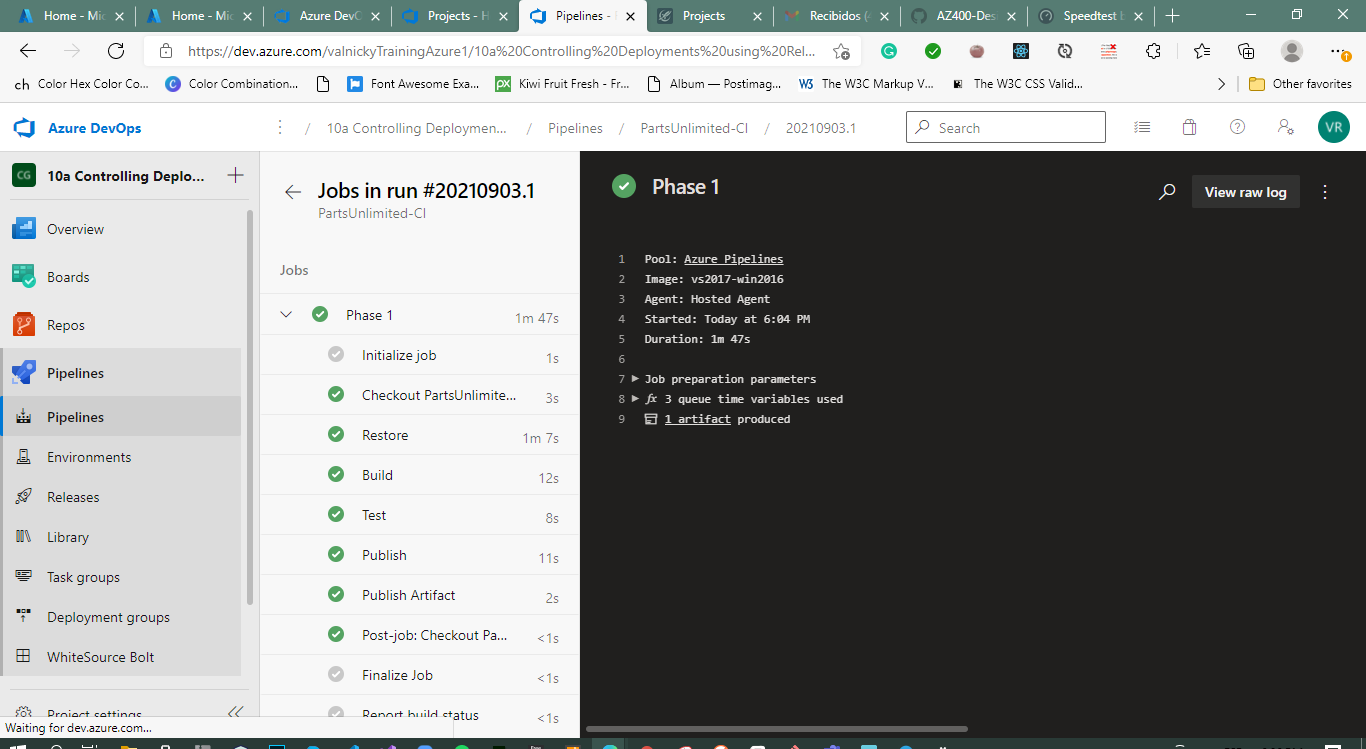 Home - Mic
Home - Mic
Azure DevO
Projects - H
Pipelines -
Projects
Recibidos (
AZ400-Des
Speedtest b
https://dev.azure.com/valnickyTrainingAzure1/10a%20Controlling%20Deployments%20using%20Rel...
ch Color Hex Color Co...
C Color Combination...
Font Awesome Exa...
px Kiwi Fruit Fresh - Fr...
Album — Postimag...
W3 The W3C Markup V...
The W3C CSS Valid...
Other favorites
Azure DevOps
/ 10a Controlling Deploymen... / Pipelines / PartsUnlimited-CI / 20210903.1
Search
VR
CG 10a Controlling Deplo...
Overview
Boards
Repos
Pipelines
Pipelines
Environments
Releases
Library
Task groups
Deployment groups
WhiteSource Bolt
Project settings
Waiting for dev.azure.com...
Jobs in run #20210903.1
PartsUnlimited-CI
Jobs
Phase 1 1m 47s
Initialize job 1s
Checkout PartsUnlimite... 3s
Restore 1m 7s
Build 12s
Test 8s
Publish 11s
Publish Artifact 2s
Post-job: Checkout Pa... <1s
Finalize Job <1s
Report build status <1s
Phase 1
View raw log
1 Pool: Azure Pipelines
2 Image: vs2017-win2016
3 Agent: Hosted Agent
4 Started: Today at 6:04 PM
5 Duration: 1m 47s
6
7 Job preparation parameters
8 fx 3 queue time variables used
9 1 artifact produced